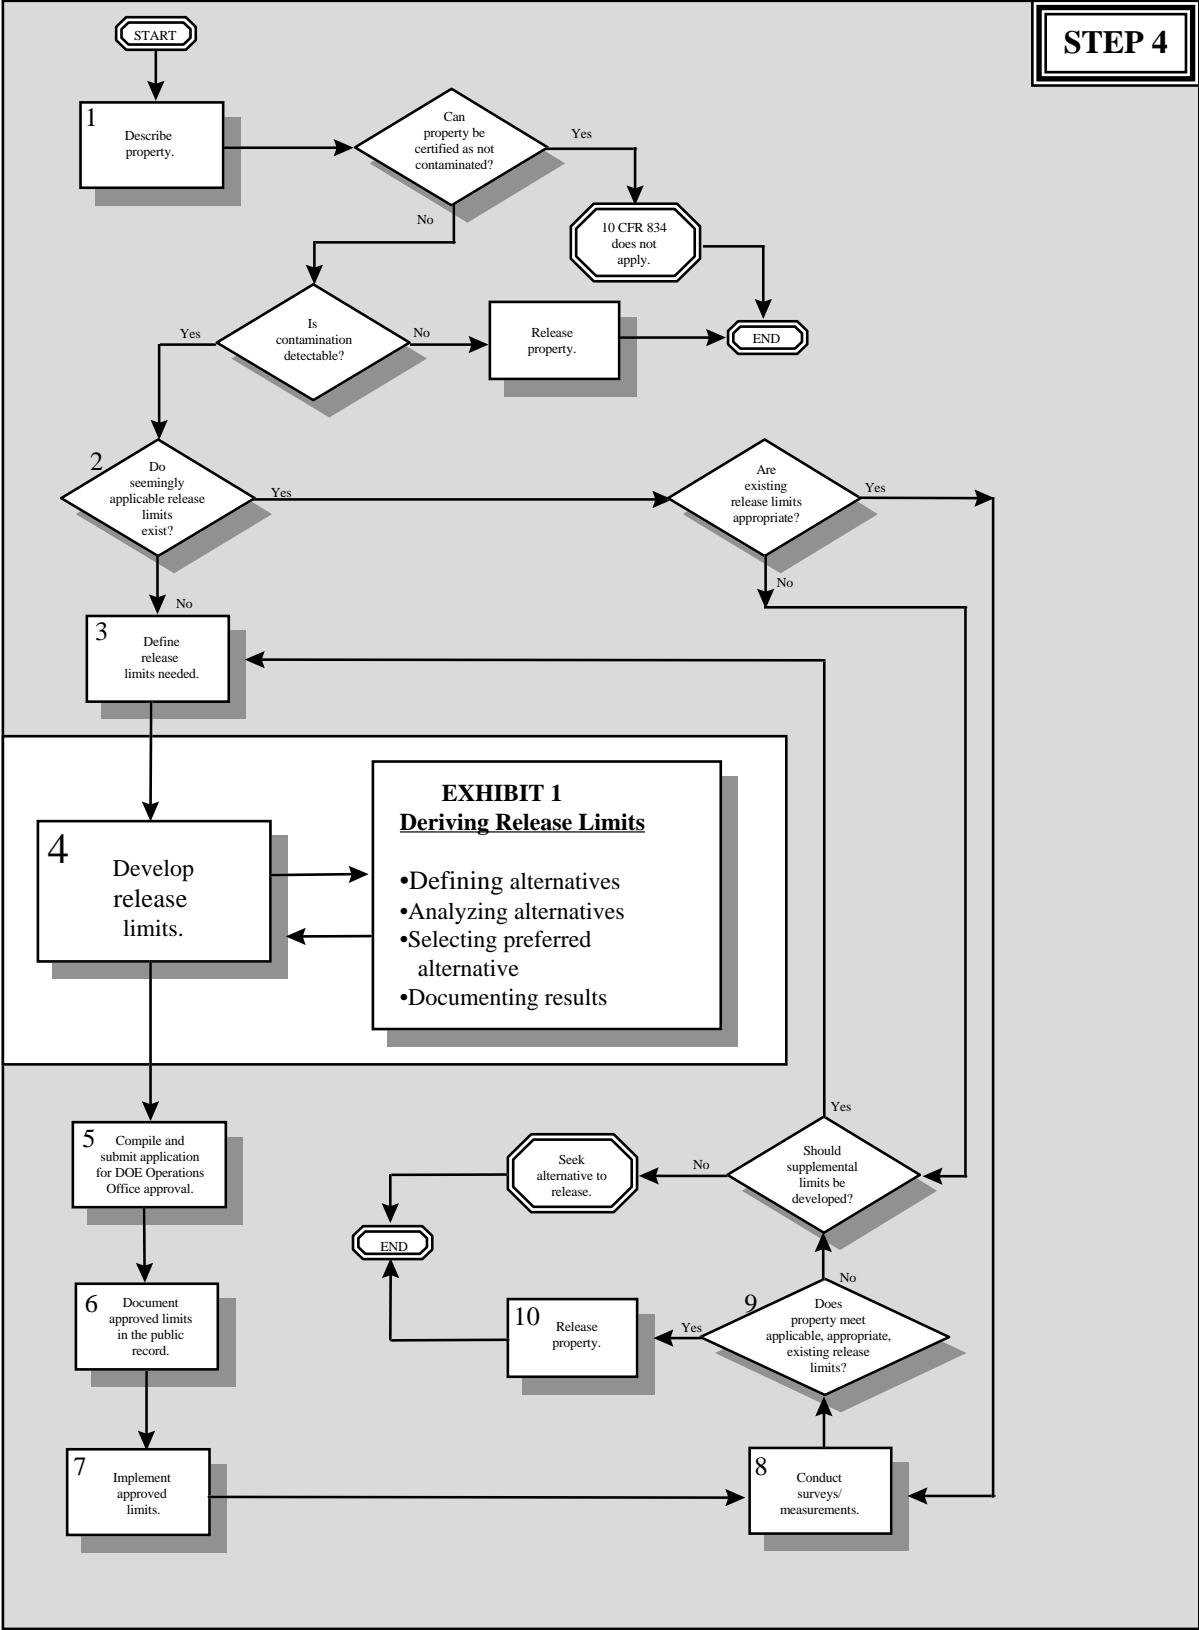 START
STEP 4
1
Describe
property.
Can
property be
certified as not
contaminated?
Yes
No
10 CFR 834
does not
apply.
Is
contamination
detectable?
Yes
No
Release
property.
END
2
Do
seemingly
applicable release
limits
exist?
Yes
No
Are
existing
release limits
appropriate?
Yes
No
3
Define
release
limits needed.
4
Develop
release
limits.
EXHIBIT 1
Deriving Release Limits
•Defining alternatives
•Analyzing alternatives
•Selecting preferred
alternative
•Documenting results
5
Compile and
submit application
for DOE Operations
Office approval.
Seek
alternative to
release.
No
Yes
Should
supplemental
limits be
developed?
END
6
Document
approved limits
in the public
record.
10
Release
property.
Yes
No
9
Does
property meet
applicable, appropriate,
existing release
limits?
7
Implement
approved
limits.
8
Conduct
surveys/
measurements.